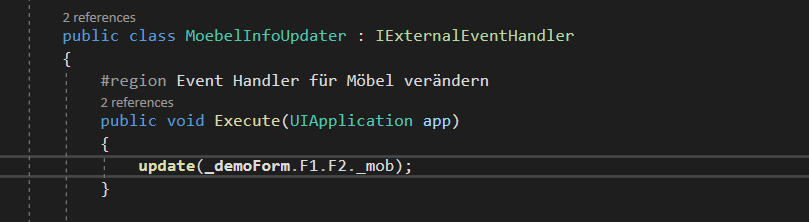 2 references
public class MoebelInfoUpdater : IExternalEventHandler
{
#region Event Handler für Möbel verändern
2 references
public void Execute(UIApplication app)
{
update(_demoForm.F1.F2._mob);
}